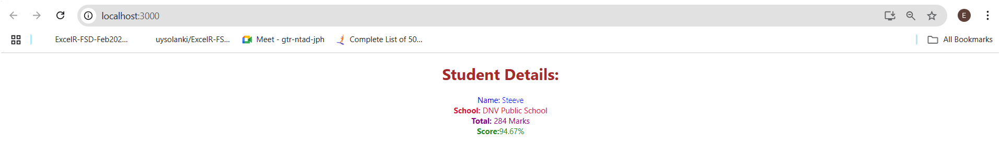 localhost:3000
E
ExcelR-FSD-Feb202... uysolanki/ExcelR-FS... Meet - gtr-ntad-jph Complete List of 50... All Bookmarks
Student Details:
Name: Steeve
School: DNV Public School
Total: 284 Marks
Score:94.67%